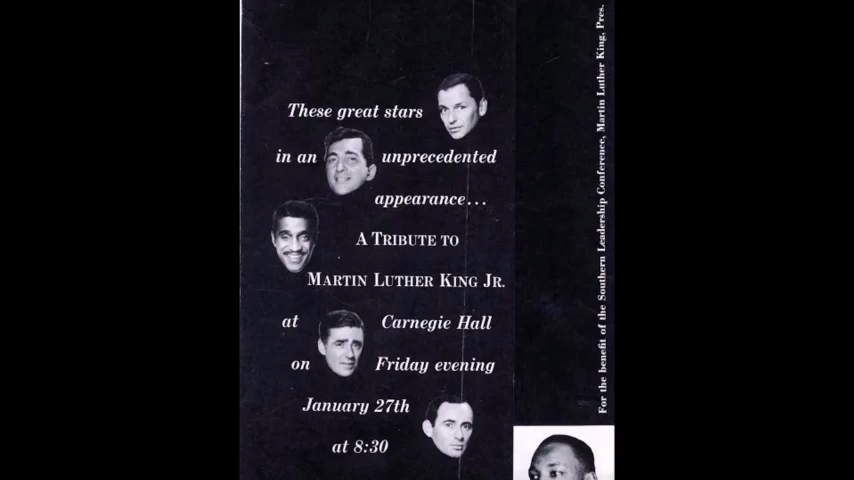 These great stars
in an unprecedented
appearance...
A TRIBUTE TO
MARTIN LUTHER KING JR.
at Carnegie Hall
on Friday evening
January 27th
at 8:30
For the benefit of the Southern Leadership Conference, Martin Luther King, Pres.